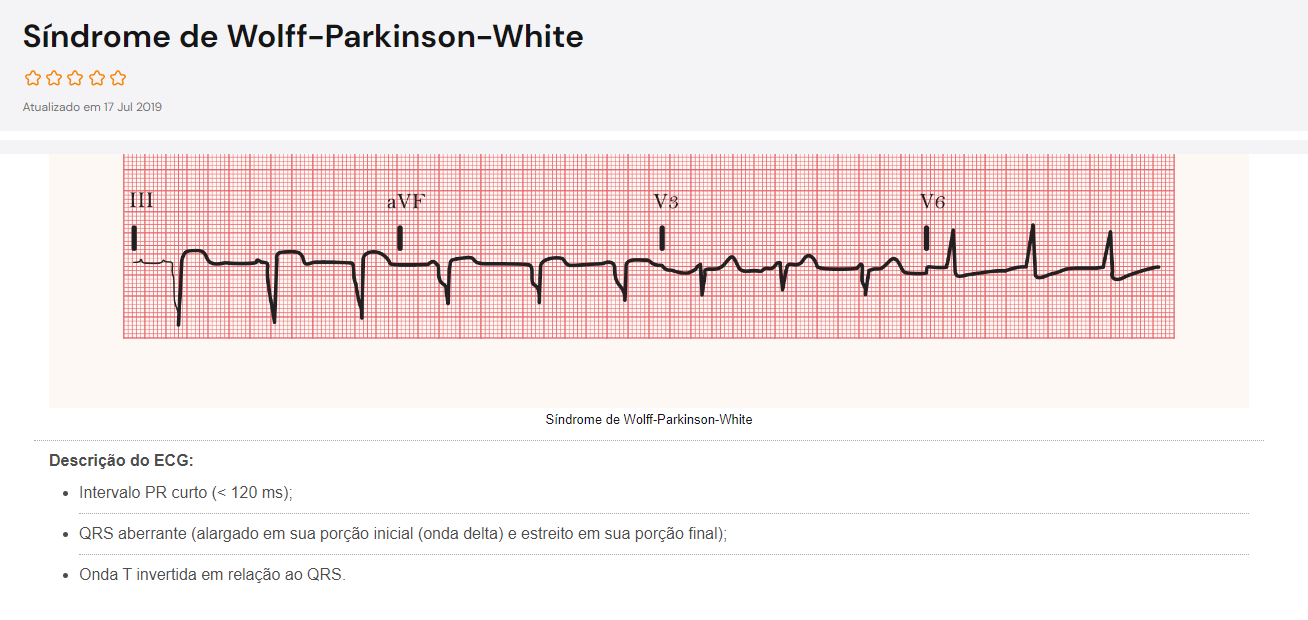 Síndrome de Wolff-Parkinson-White
Atualizado em 17 Jul 2019
III
aVF
V3
V6
Síndrome de Wolff-Parkinson-White
Descrição do ECG:
Intervalo PR curto (< 120 ms);
QRS aberrante (alargado em sua porção inicial (onda delta) e estreito em sua porção final);
Onda T invertida em relação ao QRS.